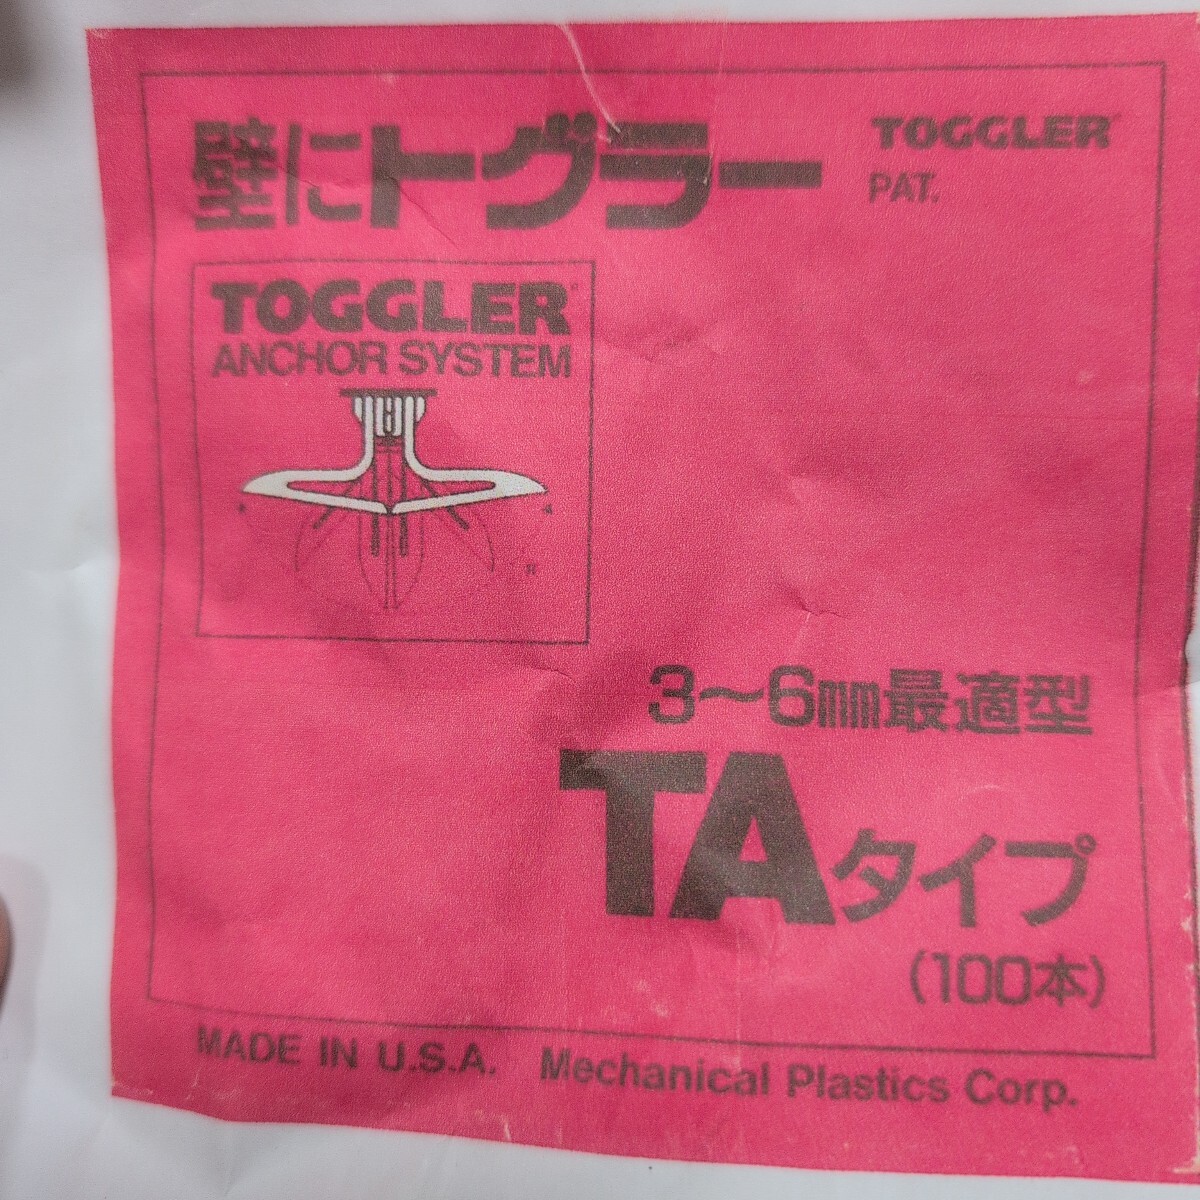 壁にトグラー
TOGGLER®
PAT.
TOGGLER®
ANCHOR SYSTEM
3〜6mm最適型
TAタイプ
(100本)
MADE IN U.S.A. Mechanical Plastics Corp.